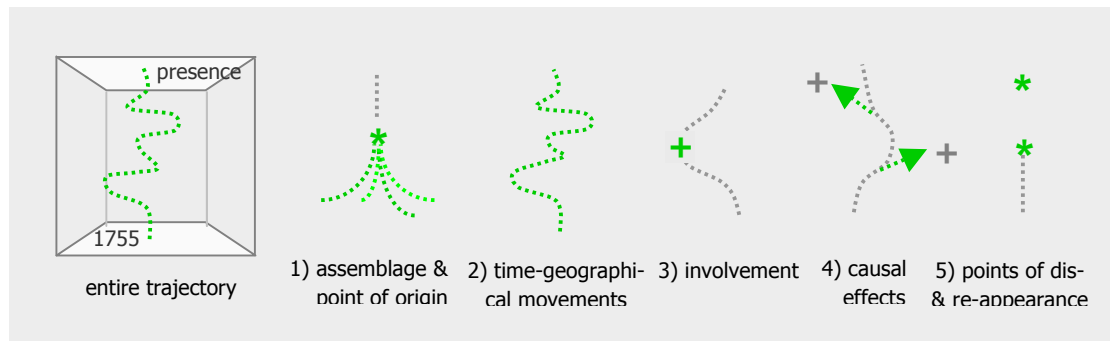 presence
1755
entire trajectory
1) assemblage &
point of origin
2) time-geographi-
cal movements
3) involvement
4) causal
effects
5) points of dis-
& re-appearance